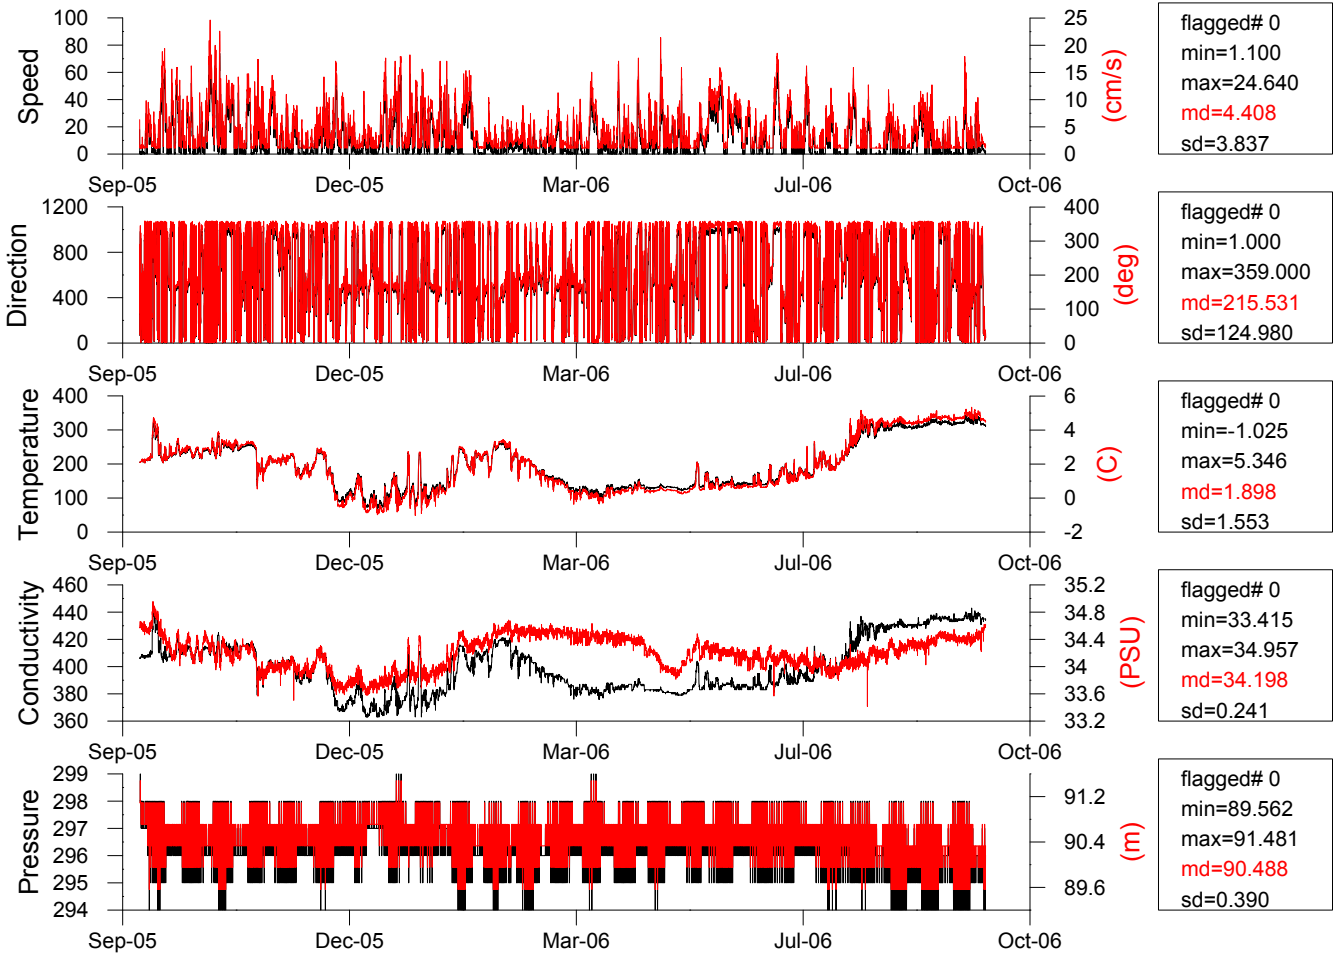 Speed
100
80
60
40
20
0
25
20
15
10
5
0
(cm/s)
Sep-05 Dec-05 Mar-06 Jul-06 Oct-06
flagged# 0
min=1.100
max=24.640
md=4.408
sd=3.837
Direction
1200
800
400
0
400
300
200
100
0
(deg)
Sep-05 Dec-05 Mar-06 Jul-06 Oct-06
flagged# 0
min=1.000
max=359.000
md=215.531
sd=124.980
Temperature
400
300
200
100
0
6
4
2
0
-2
(C)
Sep-05 Dec-05 Mar-06 Jul-06 Oct-06
flagged# 0
min=-1.025
max=5.346
md=1.898
sd=1.553
Conductivity
460
440
420
400
380
360
35.2
34.8
34.4
34
33.6
33.2
(PSU)
Sep-05 Dec-05 Mar-06 Jul-06 Oct-06
flagged# 0
min=33.415
max=34.957
md=34.198
sd=0.241
Pressure
299
298
297
296
295
294
91.2
90.4
89.6
(m)
Sep-05 Dec-05 Mar-06 Jul-06 Oct-06
flagged# 0
min=89.562
max=91.481
md=90.488
sd=0.390